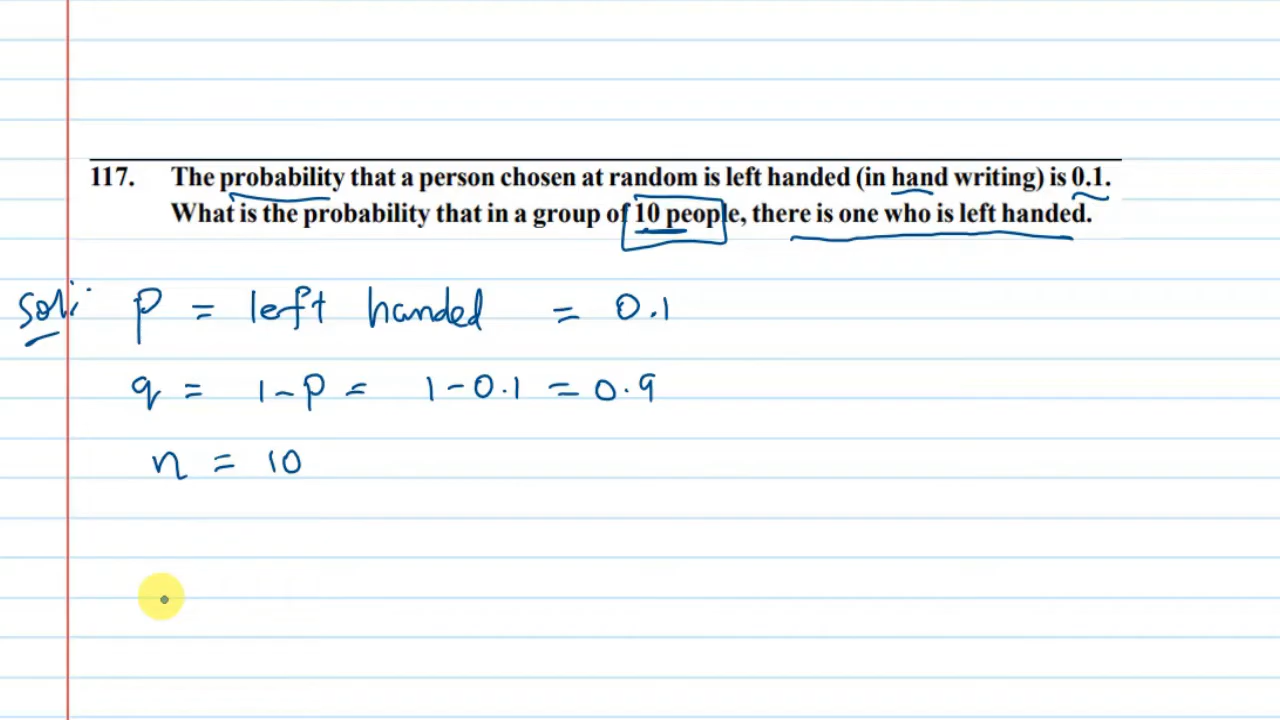 117. The probability that a person chosen at random is left handed (in hand writing) is 0.1.
What is the probability that in a group of 10 people, there is one who is left handed.
Soln: p = left handed = 0.1
q = 1-p = 1-0.1 = 0.9
n = 10